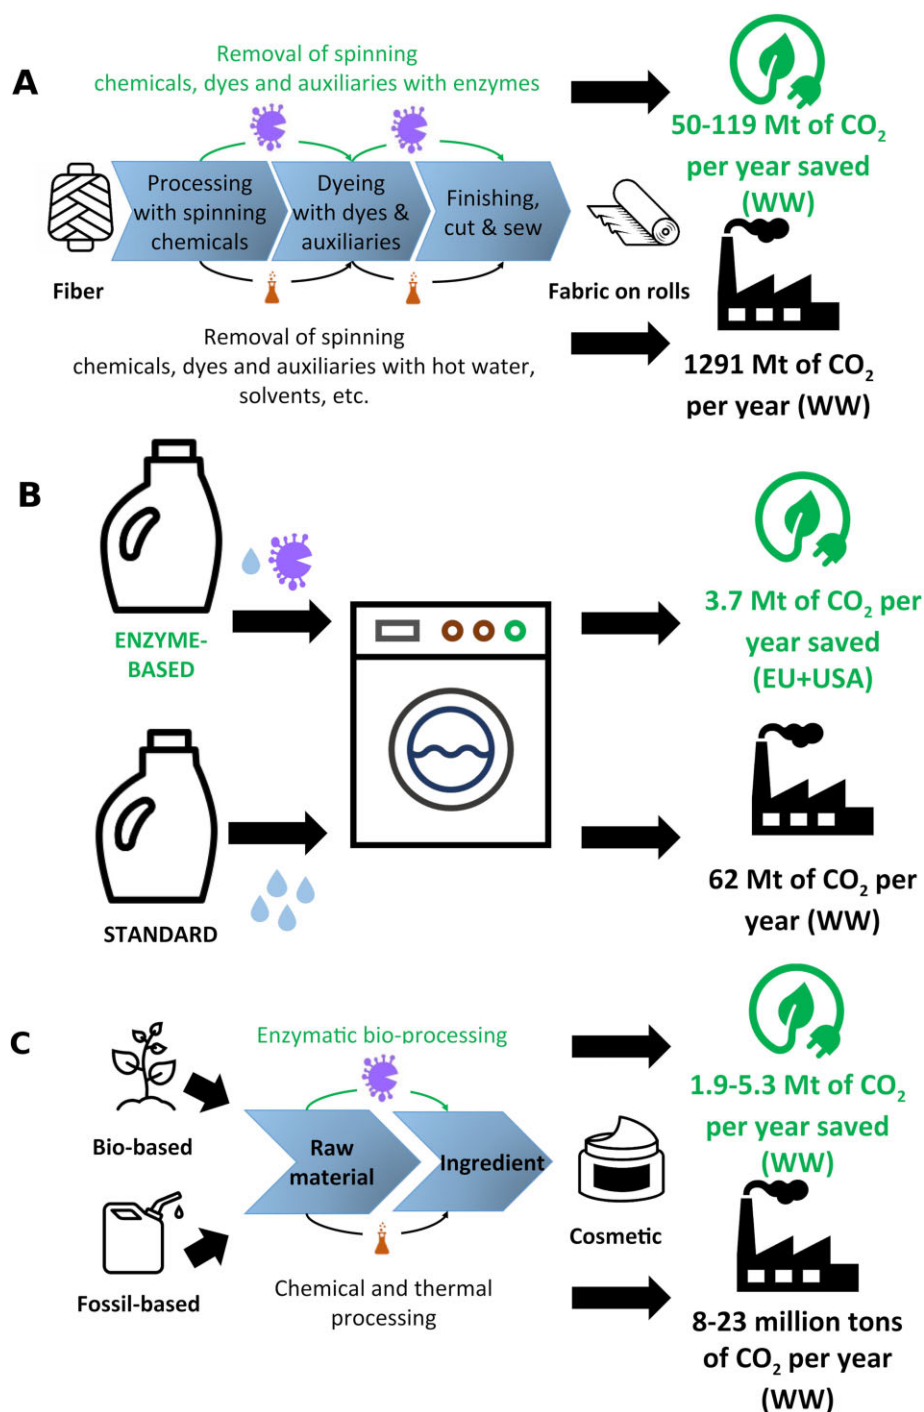 A
Removal of spinning
chemicals, dyes and auxiliaries with enzymes
50-119 Mt of CO₂
per year saved
(WW)
Processing
with spinning
chemicals
Dyeing
with dyes &
auxiliaries
Finishing,
cut & sew
Fiber
Fabric on rolls
Removal of spinning
chemicals, dyes and auxiliaries with hot water,
solvents, etc.
1291 Mt of CO₂
per year (WW)
B
ENZYME-
BASED
3.7 Mt of CO₂ per
year saved
(EU+USA)
STANDARD
62 Mt of CO₂ per
year (WW)
C
Bio-based
Fossil-based
Enzymatic bio-processing
Raw
material
Ingredient
Chemical and thermal
processing
Cosmetic
1.9-5.3 Mt of CO₂
per year saved
(WW)
8-23 million tons
of CO₂ per year
(WW)